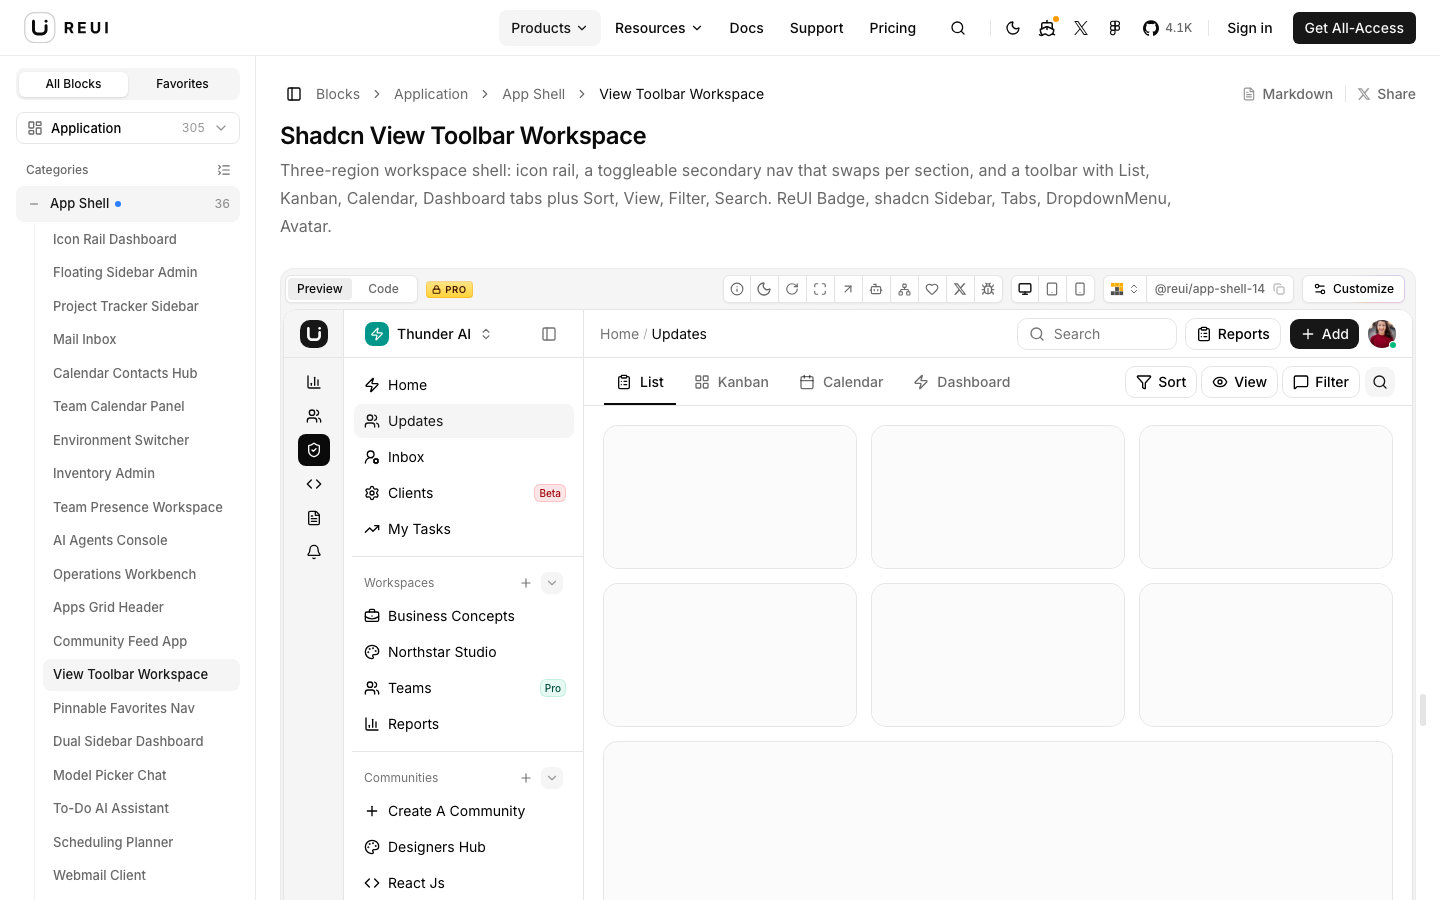 REUI
Products
Resources
Docs
Support
Pricing
4.1K
Sign in
Get All-Access
All Blocks
Favorites
Application
305
Categories
App Shell
36
Icon Rail Dashboard
Floating Sidebar Admin
Project Tracker Sidebar
Mail Inbox
Calendar Contacts Hub
Team Calendar Panel
Environment Switcher
Inventory Admin
Team Presence Workspace
AI Agents Console
Operations Workbench
Apps Grid Header
Community Feed App
View Toolbar Workspace
Pinnable Favorites Nav
Dual Sidebar Dashboard
Model Picker Chat
To-Do AI Assistant
Scheduling Planner
Webmail Client
Blocks > Application > App Shell > View Toolbar Workspace
Markdown
Share
Shadcn View Toolbar Workspace
Three-region workspace shell: icon rail, a toggleable secondary nav that swaps per section, and a toolbar with List,
Kanban, Calendar, Dashboard tabs plus Sort, View, Filter, Search. ReUI Badge, shadcn Sidebar, Tabs, DropdownMenu,
Avatar.
Preview
Code
PRO
@reui/app-shell-14
Customize
Thunder AI
Home / Updates
Search
Reports
Add
Home
Updates
Inbox
Clients
Beta
My Tasks
Workspaces
Business Concepts
Northstar Studio
Teams
Pro
Reports
Communities
Create A Community
Designers Hub
React Js
List
Kanban
Calendar
Dashboard
Sort
View
Filter